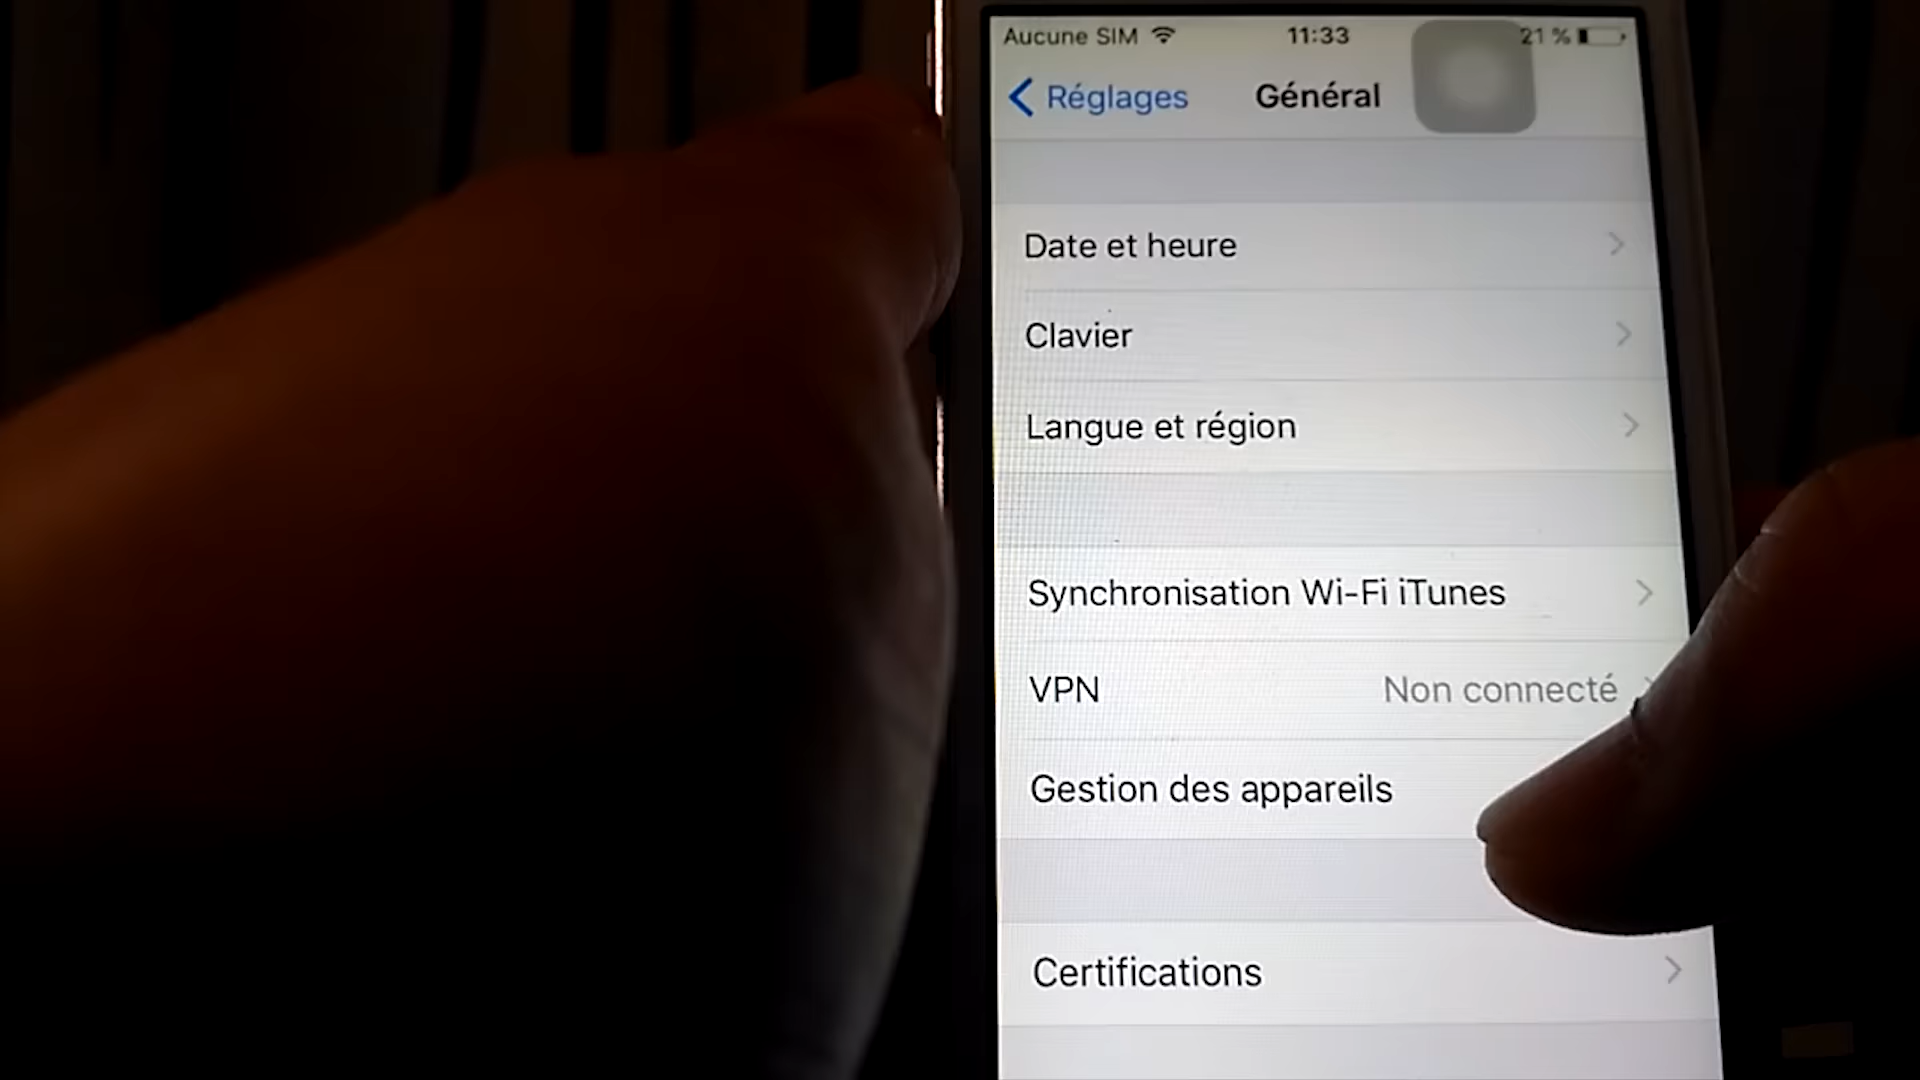 Aucune SIM 11:33 21 %
Réglages Général
Date et heure
Clavier
Langue et région
Synchronisation Wi-Fi iTunes
VPN Non connecté
Gestion des appareils
Certifications